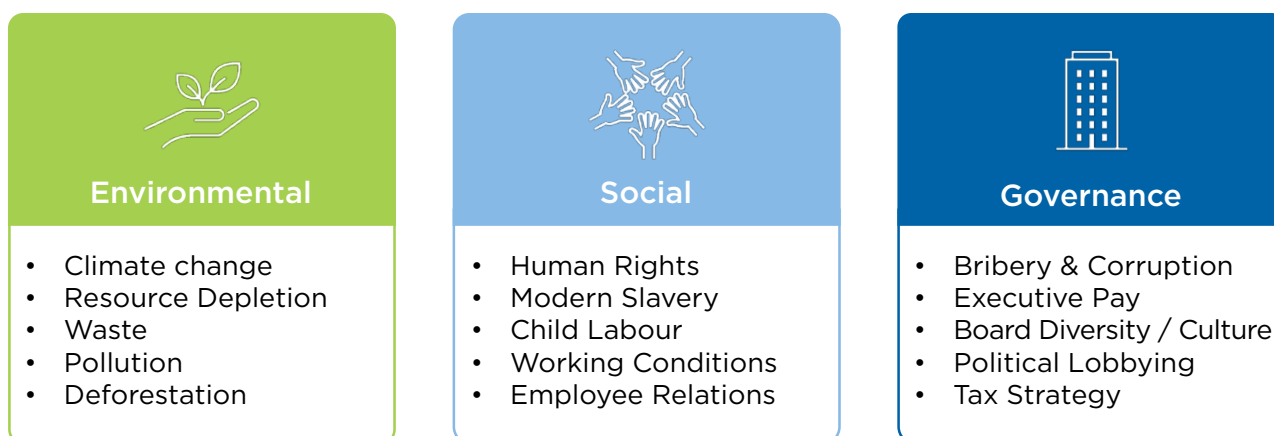 Environmental
• Climate change
• Resource Depletion
• Waste
• Pollution
• Deforestation
Social
• Human Rights
• Modern Slavery
• Child Labour
• Working Conditions
• Employee Relations
Governance
• Bribery & Corruption
• Executive Pay
• Board Diversity / Culture
• Political Lobbying
• Tax Strategy